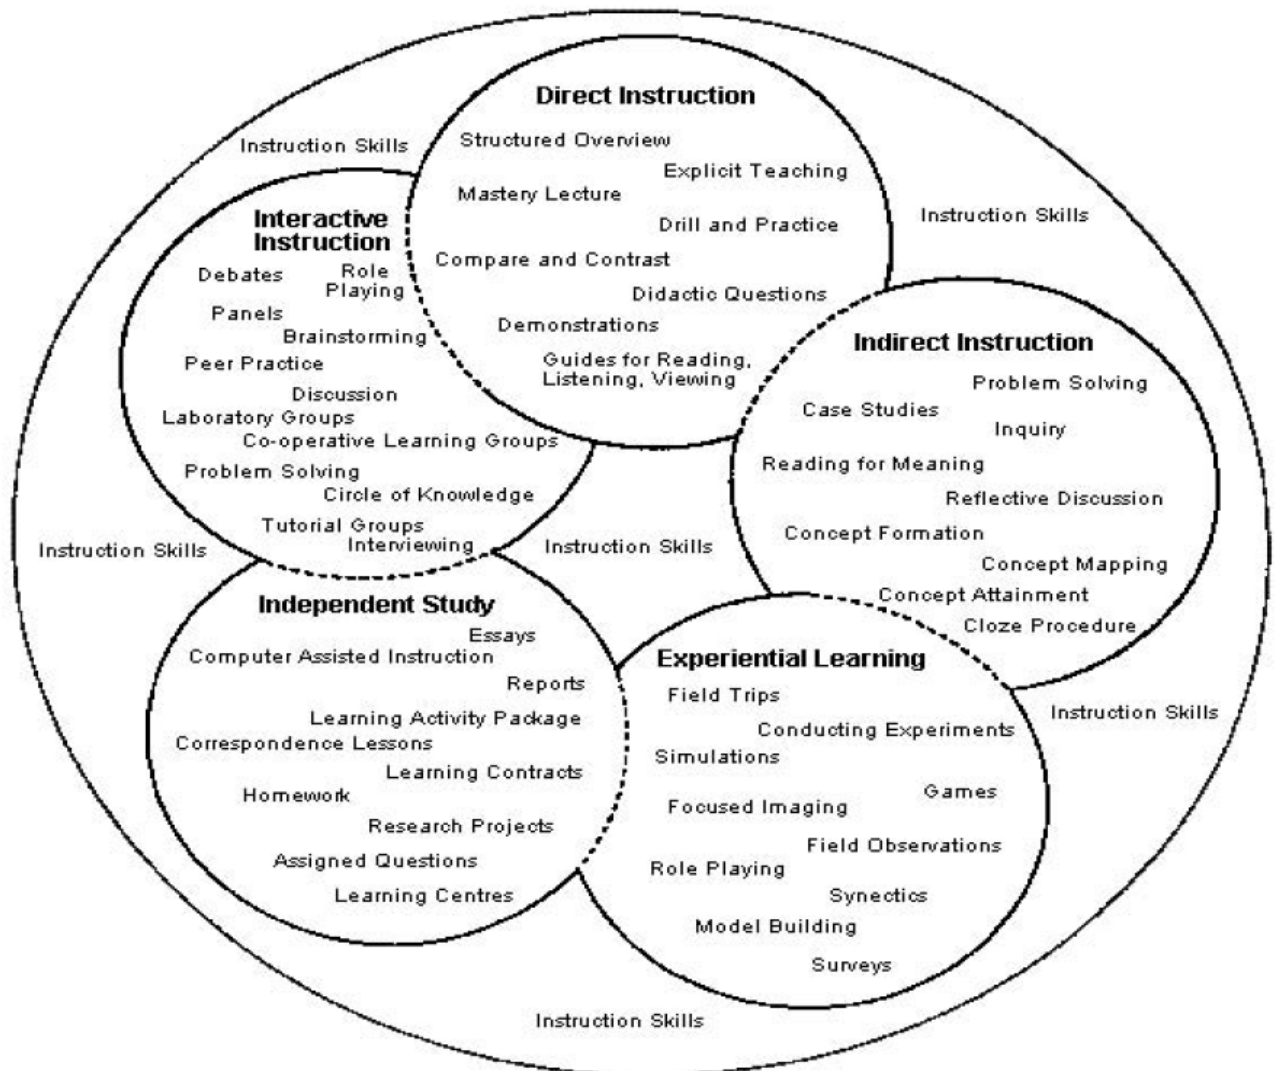 Direct Instruction
Structured Overview
Explicit Teaching
Mastery Lecture
Drill and Practice
Compare and Contrast
Didactic Questions
Demonstrations
Guides for Reading,
Listening, Viewing
Instruction Skills
Instruction Skills
Interactive
Instruction
Debates
Role
Playing
Panels
Brainstorming
Peer Practice
Discussion
Laboratory Groups
Co-operative Learning Groups
Problem Solving
Circle of Knowledge
Tutorial Groups
Interviewing
Indirect Instruction
Problem Solving
Case Studies
Inquiry
Reading for Meaning
Reflective Discussion
Concept Formation
Concept Mapping
Concept Attainment
Cloze Procedure
Instruction Skills
Instruction Skills
Independent Study
Essays
Computer Assisted Instruction
Reports
Learning Activity Package
Correspondence Lessons
Learning Contracts
Homework
Research Projects
Assigned Questions
Learning Centres
Experiential Learning
Field Trips
Conducting Experiments
Simulations
Games
Focused Imaging
Field Observations
Role Playing
Synectics
Model Building
Surveys
Instruction Skills
Instruction Skills